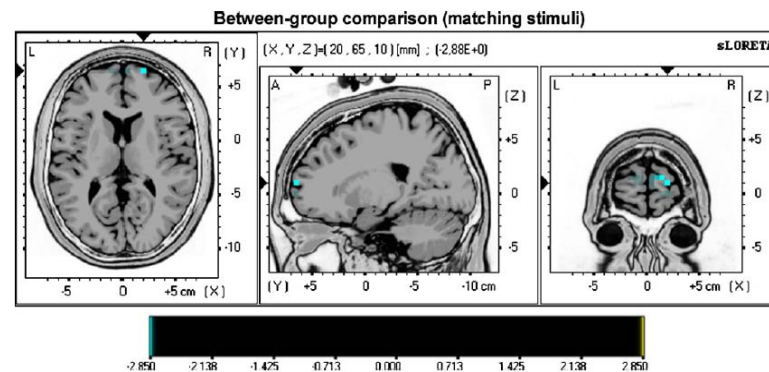 Between-group comparison (matching stimuli)
L R (Y) (X,Y,Z)=(20,65,10)[mm] ; (-2,88E+0) sLORETA
A P (Z) L R (Z)
+5 +5 +5
0 0 0
-5 -5 -5
-10
-5 0 +5 cm (X) (Y) +5 0 -5 -10 cm -5 0 +5 cm (X)
-2.850 -2.138 -1.425 -0.713 0.000 0.713 1.425 2.138 2.850